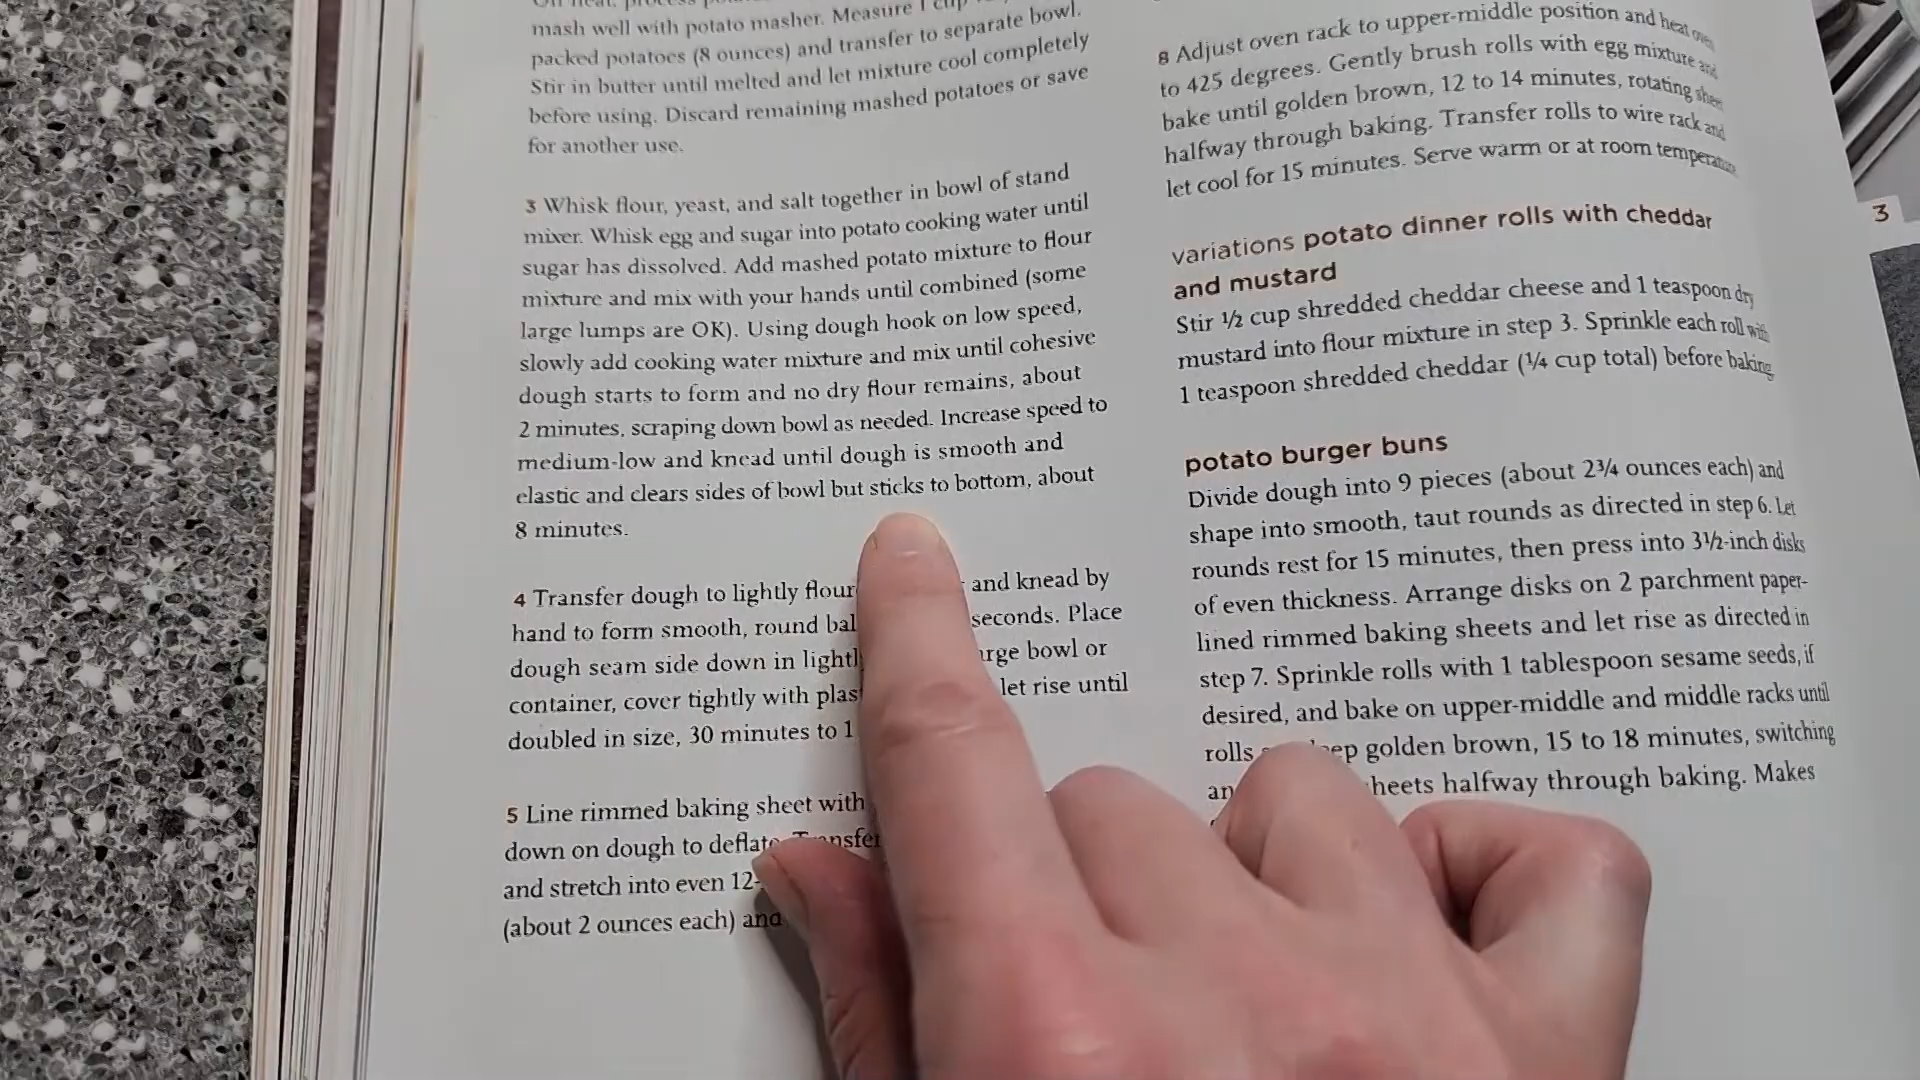 mash well with potato masher. Measure 1 cup
packed potatoes (8 ounces) and transfer to separate bowl.
Stir in butter until melted and let mixture cool completely
before using. Discard remaining mashed potatoes or save
for another use.
3 Whisk flour, yeast, and salt together in bowl of stand
mixer. Whisk egg and sugar into potato cooking water until
sugar has dissolved. Add mashed potato mixture to flour
mixture and mix with your hands until combined (some
large lumps are OK). Using dough hook on low speed,
slowly add cooking water mixture and mix until cohesive
dough starts to form and no dry flour remains, about
2 minutes, scraping down bowl as needed. Increase speed to
medium-low and knead until dough is smooth and
elastic and clears sides of bowl but sticks to bottom, about
8 minutes.
4 Transfer dough to lightly and knead by
hand to form smooth, round seconds. Place
dough seam side down in bowl or
container, cover tightly with let rise until
doubled in size, 30 minutes to 1
5 Line rimmed baking sheet with
down on dough to
and stretch into even 12-
(about 2 ounces each) and
8 Adjust oven rack to upper-middle position and heat oven
to 425 degrees. Gently brush rolls with egg mixture and
bake until golden brown, 12 to 14 minutes, rotating sheet
halfway through baking. Transfer rolls to wire rack and
let cool for 15 minutes. Serve warm or at room temperature.
variations potato dinner rolls with cheddar
and mustard
Stir ½ cup shredded cheddar cheese and 1 teaspoon dry
mustard into flour mixture in step 3. Sprinkle each roll with
1 teaspoon shredded cheddar (¼ cup total) before baking.
potato burger buns
Divide dough into 9 pieces (about 2¾ ounces each) and
shape into smooth, taut rounds as directed in step 6. Let
rounds rest for 15 minutes, then press into 3½-inch disks
of even thickness. Arrange disks on 2 parchment paper-
lined rimmed baking sheets and let rise as directed in
step 7. Sprinkle rolls with 1 tablespoon sesame seeds, if
desired, and bake on upper-middle and middle racks until
rolls golden brown, 15 to 18 minutes, switching
halfway through baking. Makes
3